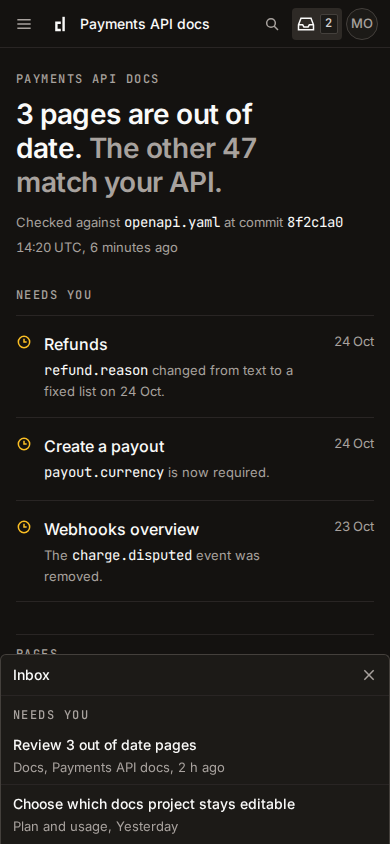 Payments API docs
2
MO
PAYMENTS API DOCS
3 pages are out of
date. The other 47
match your API.
Checked against openapi.yaml at commit 8f2c1a0
14:20 UTC, 6 minutes ago
NEEDS YOU
Refunds
24 Oct
refund.reason changed from text to a
fixed list on 24 Oct.
Create a payout
24 Oct
payout.currency is now required.
Webhooks overview
23 Oct
The charge.disputed event was
removed.
PAGES
Inbox
NEEDS YOU
Review 3 out of date pages
Docs, Payments API docs, 2 h ago
Choose which docs project stays editable
Plan and usage, Yesterday